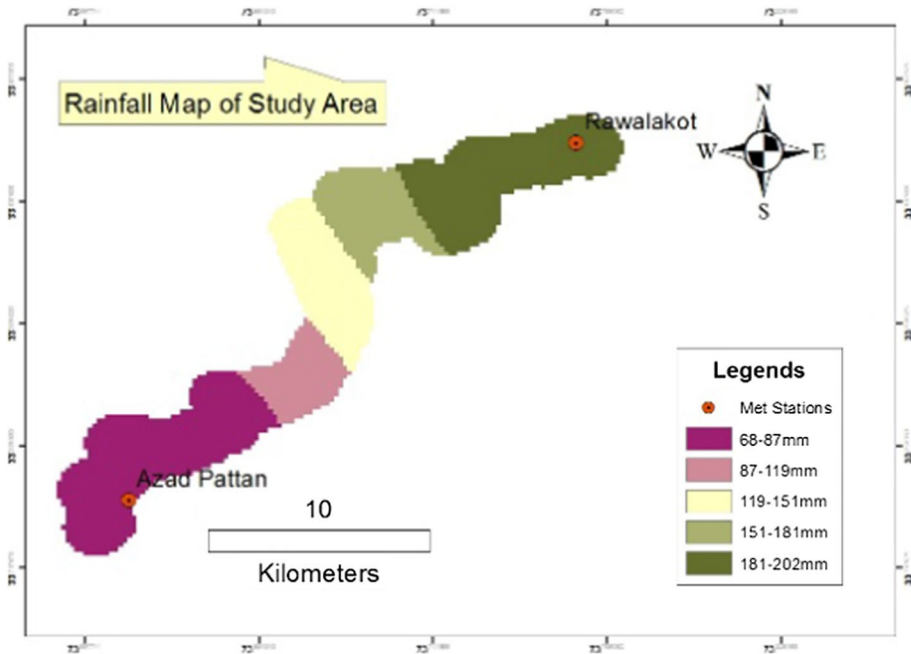 Rainfall Map of Study Area
Rawalakot
N
W
E
S
Azad Pattan
10
Kilometers
Legends
Met Stations
68-87mm
87-119mm
119-151mm
151-181mm
181-202mm